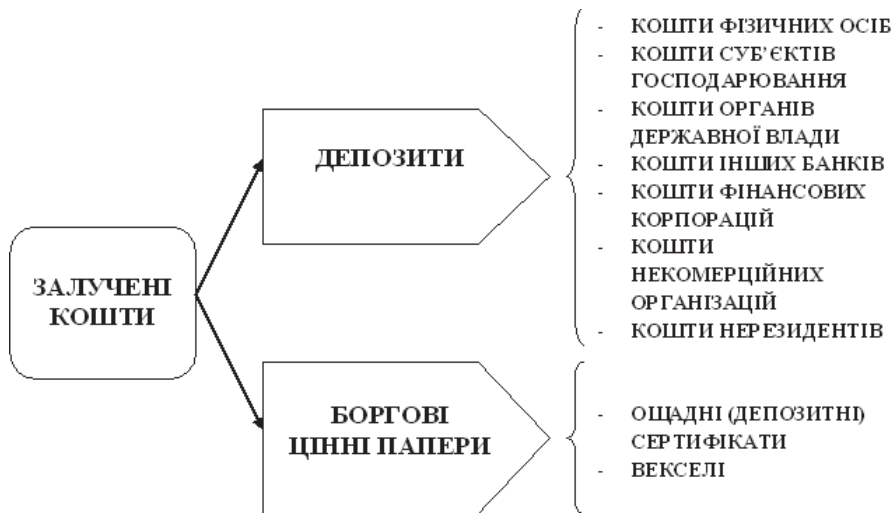 ЗАЛУЧЕНІ
КОШТИ
ДЕПОЗИТИ
- КОШТИ ФІЗИЧНИХ ОСІБ
- КОШТИ СУБ’ЄКТІВ
ГОСПОДАРЮВАННЯ
- КОШТИ ОРГАНІВ
ДЕРЖАВНОЇ ВЛАДИ
- КОШТИ ІНШИХ БАНКІВ
- КОШТИ ФІНАНСОВИХ
КОРПОРАЦІЙ
- КОШТИ
НЕКОМЕРЦІЙНИХ
ОРГАНІЗАЦІЙ
- КОШТИ НЕРЕЗИДЕНТІВ
БОРГОВІ
ЦІННІ ПАПЕРИ
- ОЩАДНІ (ДЕПОЗИТНІ)
СЕРТИФІКАТИ
- ВЕКСЕЛІ